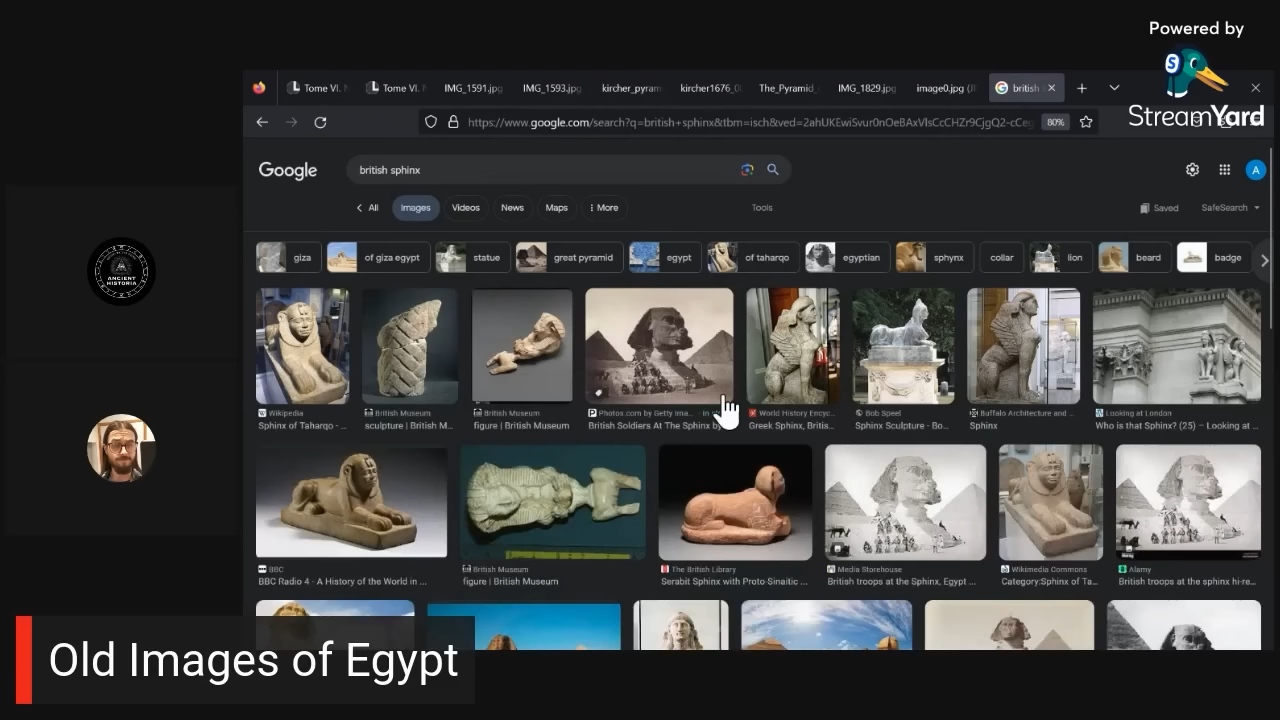 Powered by
StreamYard
Tome VI.
Tome VI.
IMG_1591.jpg
IMG_1593.jpg
kircher_pyram
kircher1676_0
The_Pyramid_
IMG_1829.jpg
image0.jpg (JP
british
https://www.google.com/search?q=british+sphinx&tbm=isch&ved=2ahUKEwiSvur0nOeBAxVlsCcCHZr9CjgQ2-cCeg
80%
Google
british sphinx
A
All
Images
Videos
News
Maps
More
Tools
Saved
SafeSearch
giza
of giza egypt
statue
great pyramid
egypt
of taharqo
egyptian
sphynx
collar
lion
beard
badge
Wikipedia
Sphinx of Taharqo - ...
British Museum
sculpture | British M...
British Museum
figure | British Museum
Photos.com by Getty Ima...
British Soldiers At The Sphinx by
World History Encyc...
Greek Sphinx, Britis...
Bob Speel
Sphinx Sculpture - Bo...
Buffalo Architecture and ...
Sphinx
Looking at London
Who is that Sphinx? (25) – Looking at ...
BBC
BBC Radio 4 - A History of the World in ...
British Museum
figure | British Museum
The British Library
Serabit Sphinx with Proto-Sinaitic ...
Media Storehouse
British troops at the Sphinx, Egypt ...
Wikimedia Commons
Category:Sphinx of Ta...
Alamy
British troops at the sphinx hi-re...
ANCIENT
HISTORIA
Old Images of Egypt